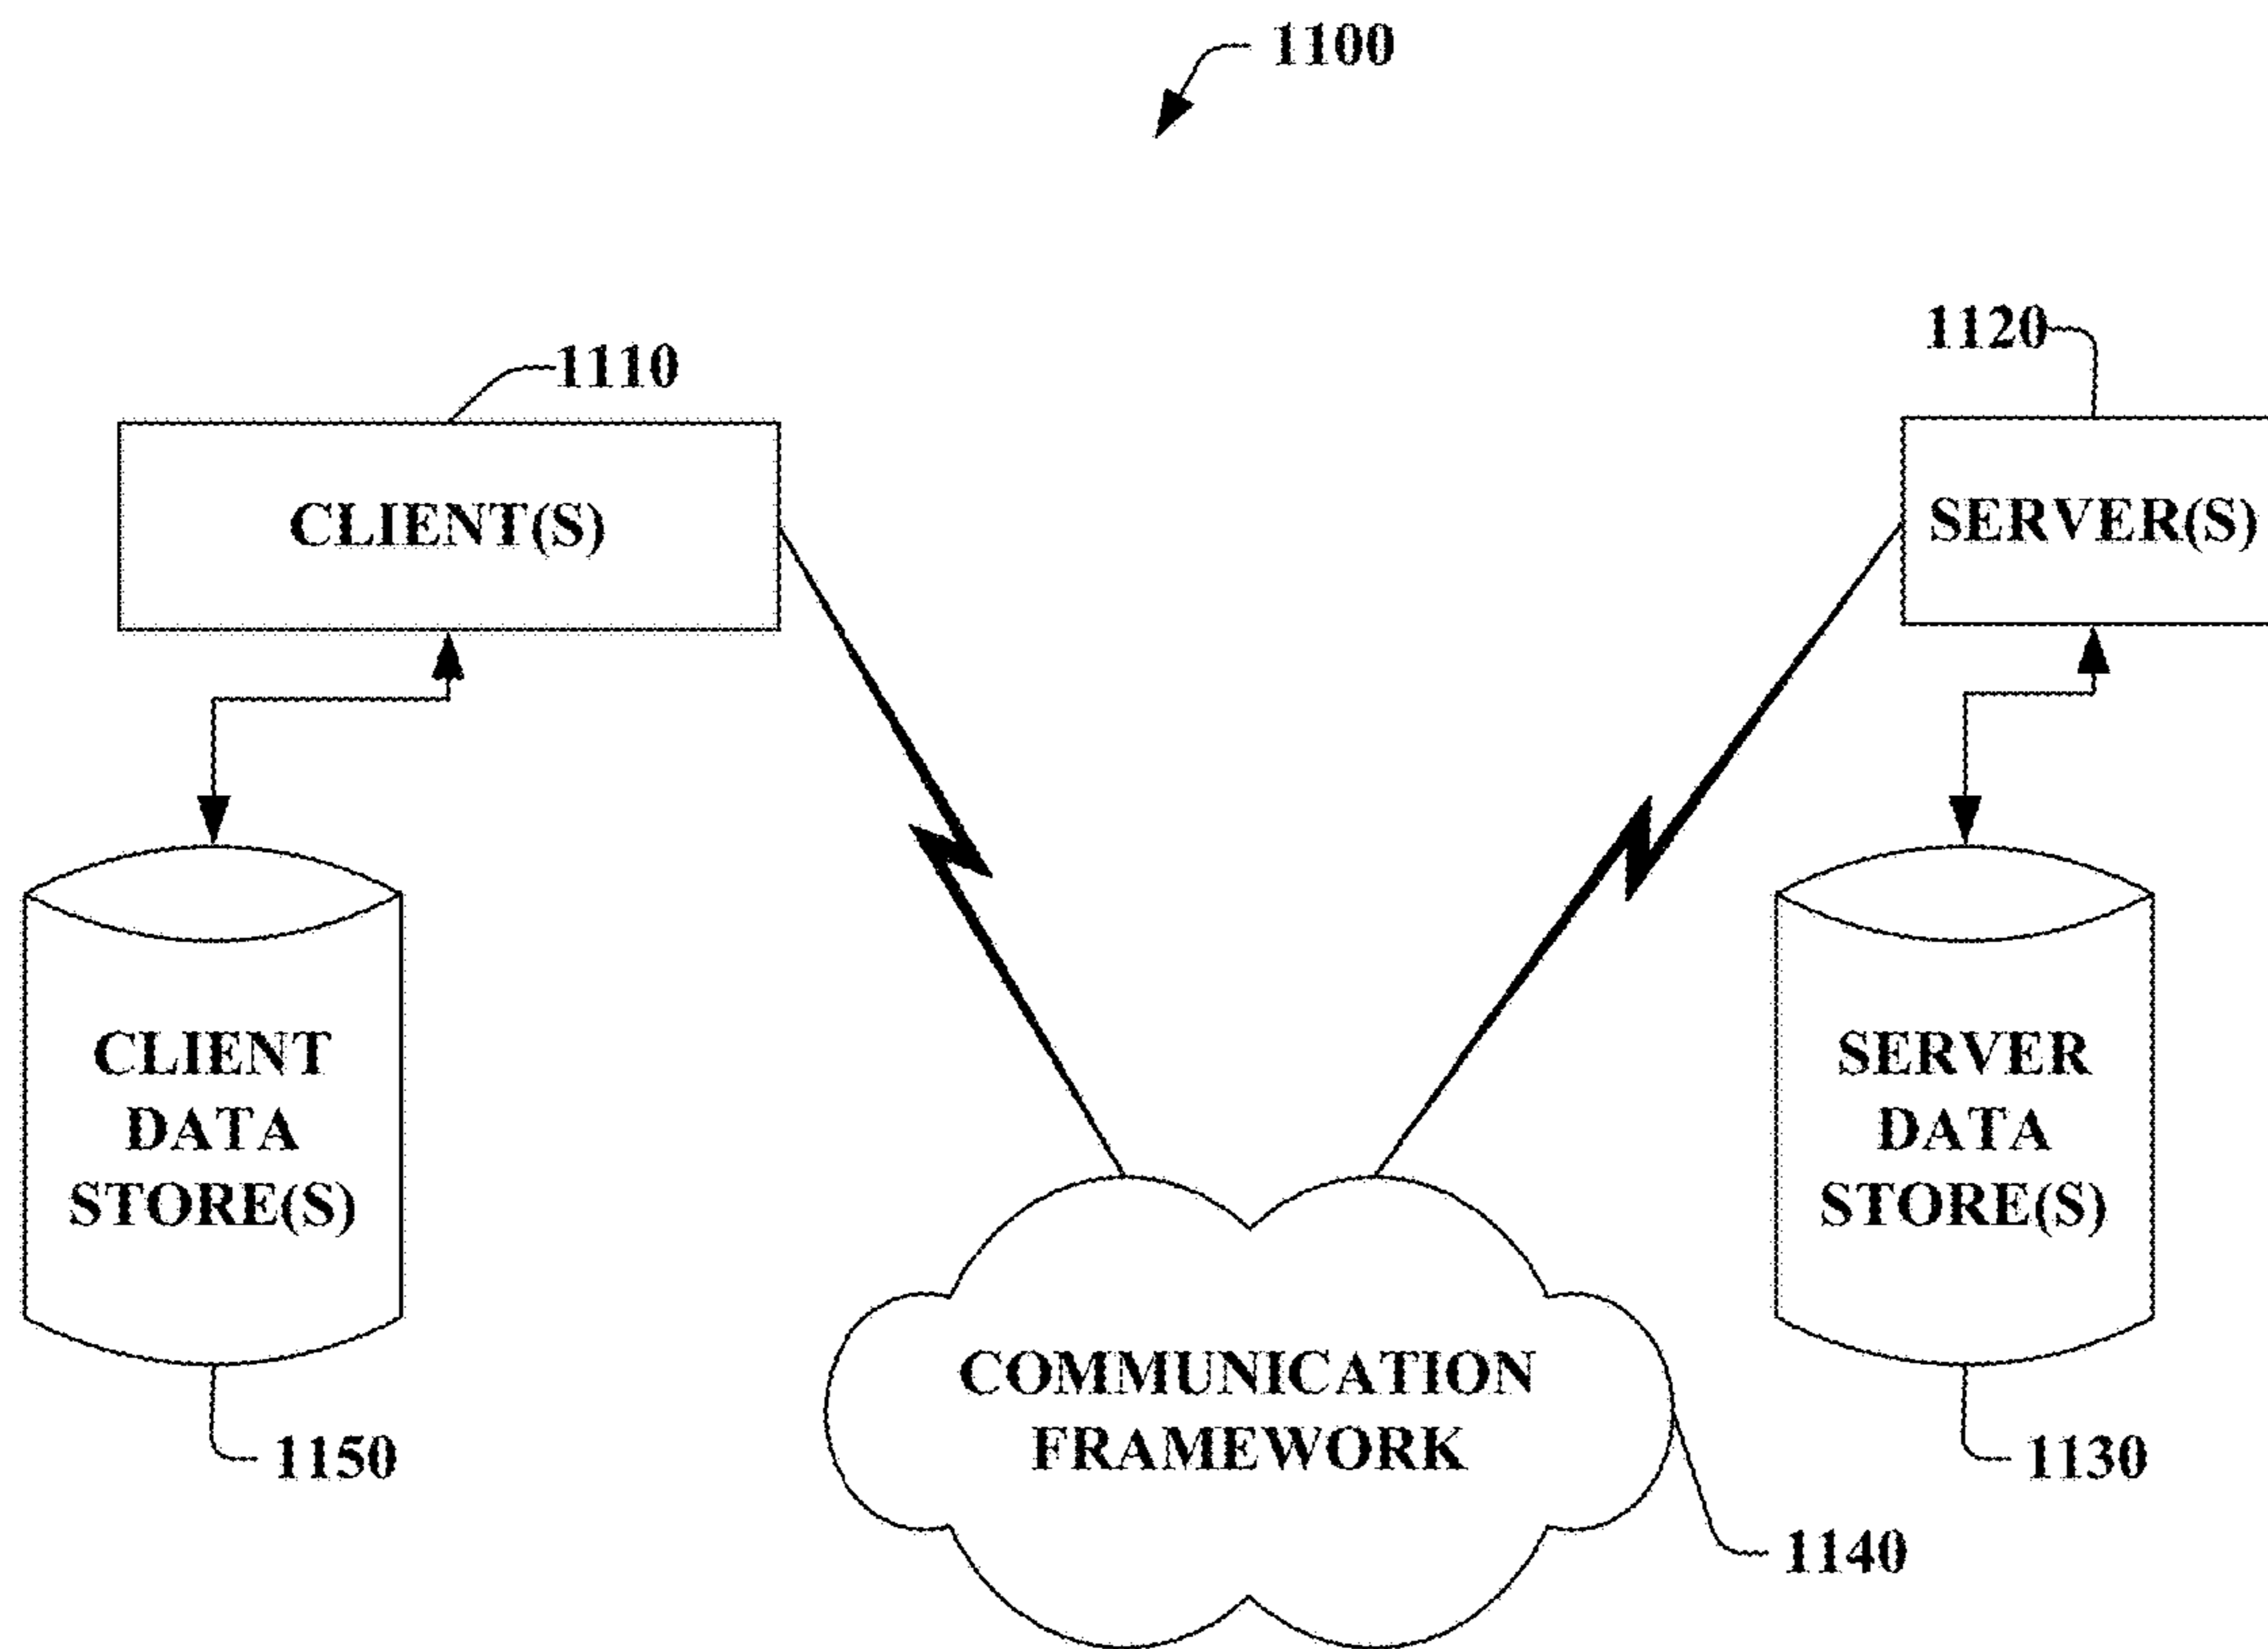 1100
1120
1110
CLIENT(S)
SERVER(S)
CLIENT
DATA
STORE(S)
SERVER
DATA
STORE(S)
COMMUNICATION
FRAMEWORK
1150
1130
1140